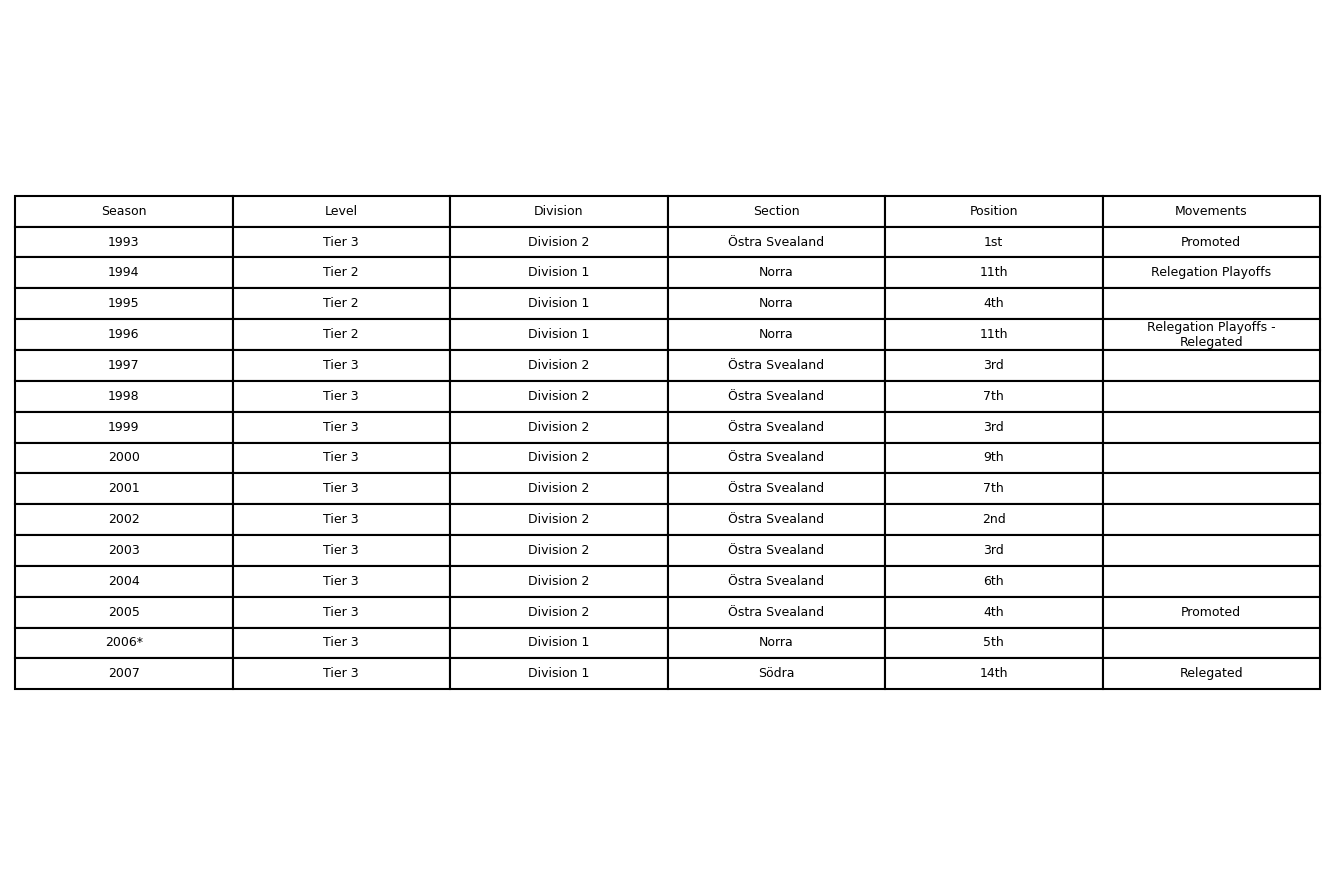 Season Level Division Section Position Movements
1993 Tier 3 Division 2 Östra Svealand 1st Promoted
1994 Tier 2 Division 1 Norra 11th Relegation Playoffs
1995 Tier 2 Division 1 Norra 4th
1996 Tier 2 Division 1 Norra 11th Relegation Playoffs -
Relegated
1997 Tier 3 Division 2 Östra Svealand 3rd
1998 Tier 3 Division 2 Östra Svealand 7th
1999 Tier 3 Division 2 Östra Svealand 3rd
2000 Tier 3 Division 2 Östra Svealand 9th
2001 Tier 3 Division 2 Östra Svealand 7th
2002 Tier 3 Division 2 Östra Svealand 2nd
2003 Tier 3 Division 2 Östra Svealand 3rd
2004 Tier 3 Division 2 Östra Svealand 6th
2005 Tier 3 Division 2 Östra Svealand 4th Promoted
2006* Tier 3 Division 1 Norra 5th
2007 Tier 3 Division 1 Södra 14th Relegated